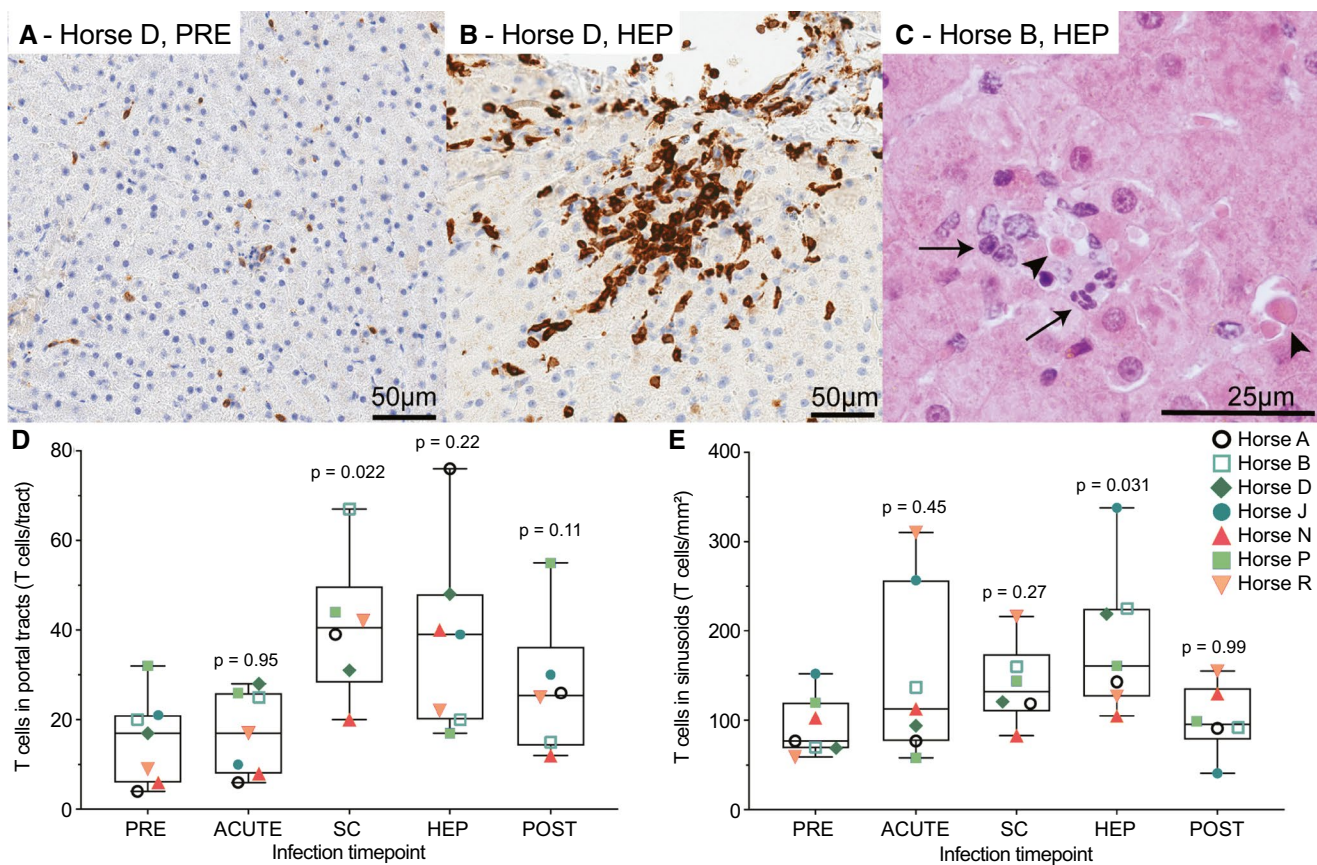 A - Horse D, PRE
50µm
B - Horse D, HEP
50µm
C - Horse B, HEP
25µm
D
T cells in portal tracts (T cells/tract)
80
60
40
20
0
p = 0.95
p = 0.022
p = 0.22
p = 0.11
PRE
ACUTE
SC
HEP
POST
Infection timepoint
E
T cells in sinusoids (T cells/mm²)
400
300
200
100
0
p = 0.45
p = 0.27
p = 0.031
p = 0.99
PRE
ACUTE
SC
HEP
POST
Infection timepoint
Horse A
Horse B
Horse D
Horse J
Horse N
Horse P
Horse R